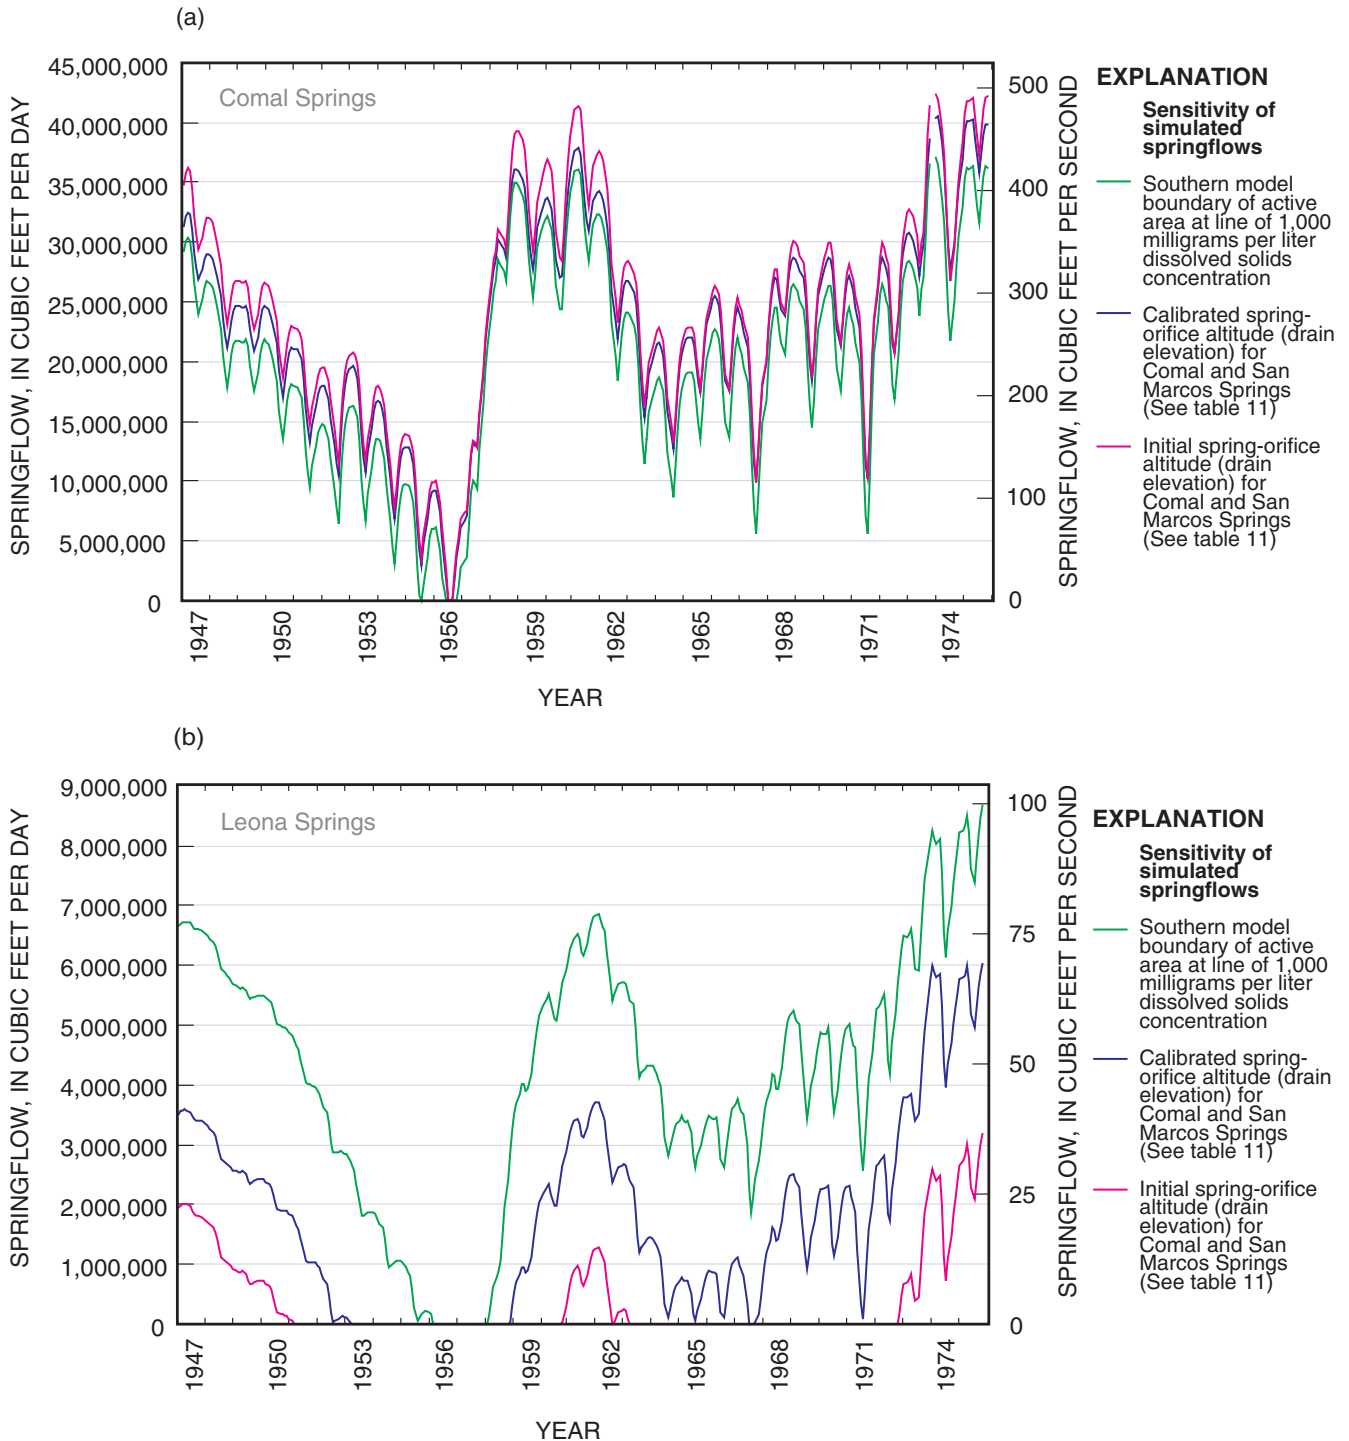 (a)
45,000,000
40,000,000
35,000,000
30,000,000
25,000,000
20,000,000
15,000,000
10,000,000
5,000,000
0
SPRINGFLOW, IN CUBIC FEET PER DAY
Comal Springs
500
400
300
200
100
0
SPRINGFLOW, IN CUBIC FEET PER SECOND
1947
1950
1953
1956
1959
1962
1965
1968
1971
1974
YEAR
EXPLANATION
Sensitivity of
simulated
springflows
Southern model
boundary of active
area at line of 1,000
milligrams per liter
dissolved solids
concentration
Calibrated spring-
orifice altitude (drain
elevation) for
Comal and San
Marcos Springs
(See table 11)
Initial spring-orifice
altitude (drain
elevation) for
Comal and San
Marcos Springs
(See table 11)
(b)
9,000,000
8,000,000
7,000,000
6,000,000
5,000,000
4,000,000
3,000,000
2,000,000
1,000,000
0
SPRINGFLOW, IN CUBIC FEET PER DAY
Leona Springs
100
75
50
25
0
SPRINGFLOW, IN CUBIC FEET PER SECOND
1947
1950
1953
1956
1959
1962
1965
1968
1971
1974
YEAR
EXPLANATION
Sensitivity of
simulated
springflows
Southern model
boundary of active
area at line of 1,000
milligrams per liter
dissolved solids
concentration
Calibrated spring-
orifice altitude (drain
elevation) for
Comal and San
Marcos Springs
(See table 11)
Initial spring-orifice
altitude (drain
elevation) for
Comal and San
Marcos Springs
(See table 11)